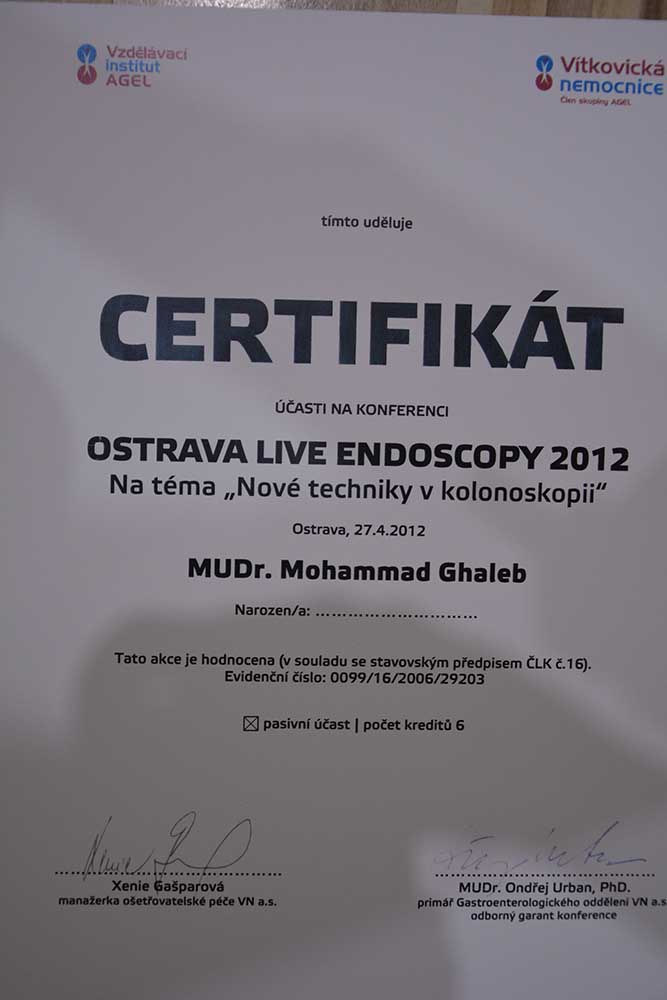 Vzdělávací
institut
AGEL
Vítkovická
nemocnice
Člen skupiny AGEL
tímto uděluje
CERTIFIKÁT
ÚČASTI NA KONFERENCI
OSTRAVA LIVE ENDOSCOPY 2012
Na téma „Nové techniky v kolonoskopii“
Ostrava, 27.4.2012
MUDr. Mohammad Ghaleb
Narozen/a: ................................
Tato akce je hodnocena (v souladu se stavovským předpisem ČLK č.16).
Evidenční číslo: 0099/16/2006/29203
☒ pasivní účast | počet kreditů 6
Xenie Gašparová
manažerka ošetřovatelské péče VN a.s.
MUDr. Ondřej Urban, PhD.
primář Gastroenterologického oddělení VN a.s
odborný garant konference